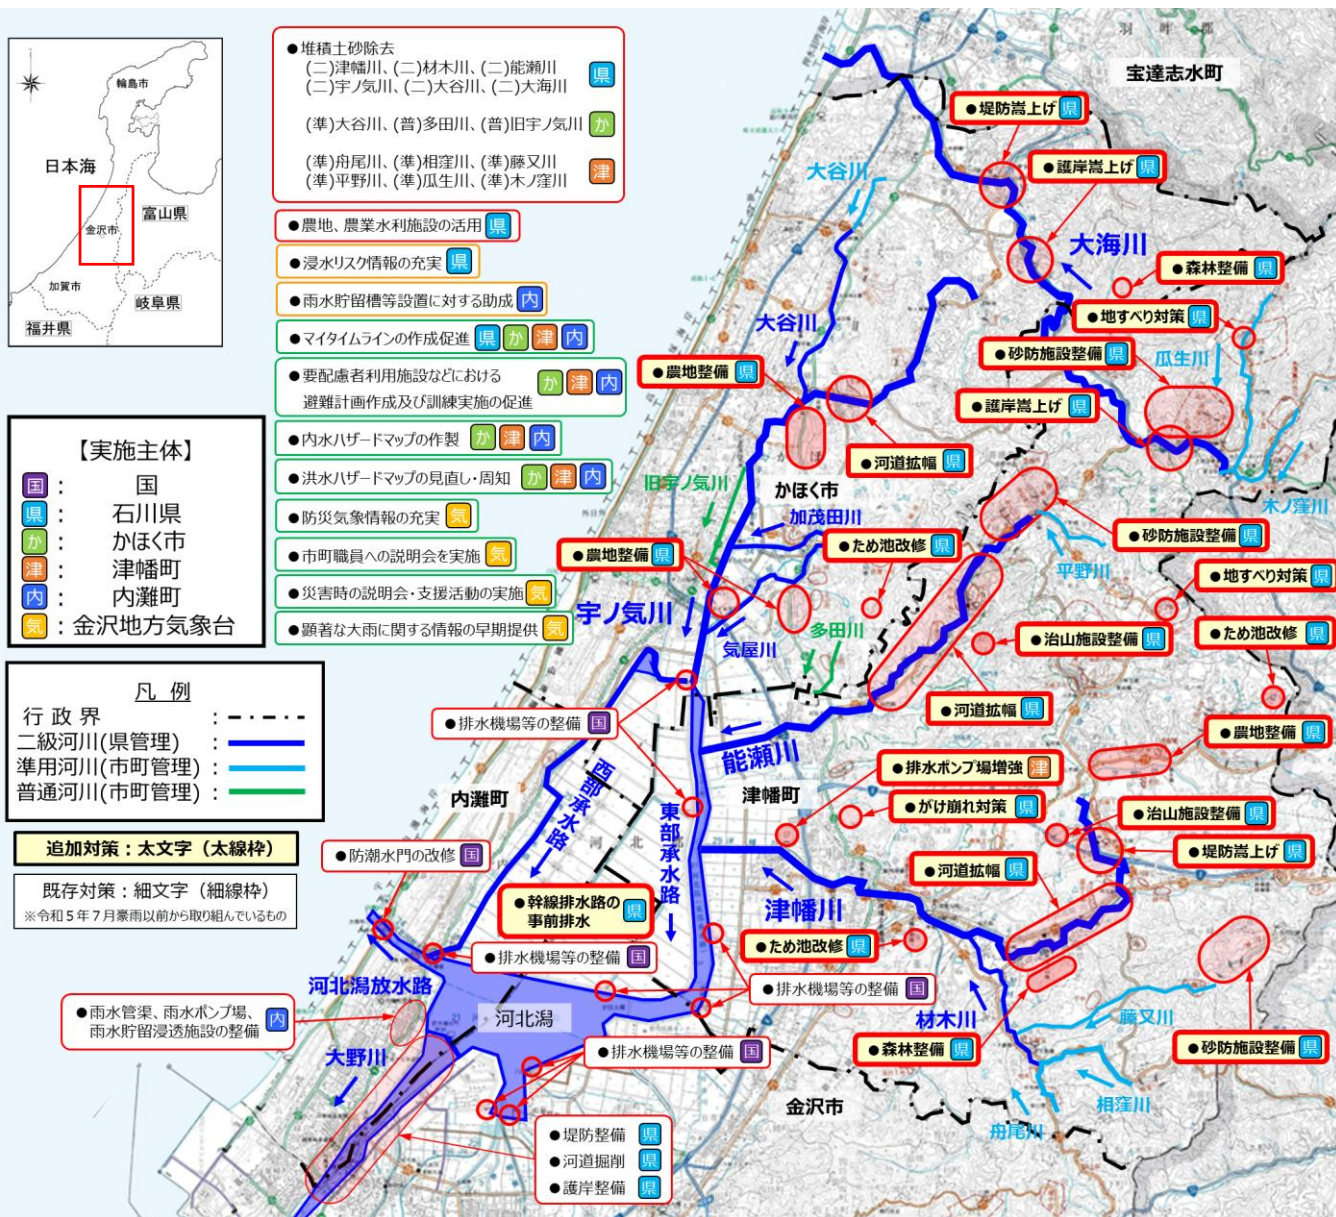 輪島市
日本海
富山県
金沢市
加賀市
岐阜県
福井県
●堆積土砂除去
(二)津幡川、(二)材木川、(二)能瀬川
(二)宇ノ気川、(二)大谷川、(二)大海川
県
(準)大谷川、(普)多田川、(普)旧宇ノ気川
か
(準)舟尾川、(準)相窪川、(準)藤又川
(準)平野川、(準)瓜生川、(準)木ノ窪川
津
●農地、農業水利施設の活用 県
●浸水リスク情報の充実 県
●雨水貯留槽等設置に対する助成 内
●マイタイムラインの作成促進 県 か 津 内
●要配慮者利用施設などにおける
避難計画作成及び訓練実施の促進 か 津 内
●内水ハザードマップの作製 か 津 内
●洪水ハザードマップの見直し・周知 か 津 内
●防災気象情報の充実 気
●市町職員への説明会を実施 気
●災害時の説明会・支援活動の実施 気
●顕著な大雨に関する情報の早期提供 気
【実施主体】
国 : 国
県 : 石川県
か : かほく市
津 : 津幡町
内 : 内灘町
気 : 金沢地方気象台
凡 例
行政界 :
二級河川(県管理) :
準用河川(市町管理) :
普通河川(市町管理) :
追加対策：太文字（太線枠）
既存対策：細文字（細線枠）
※令和5年7月豪雨以前から取り組んでいるもの
羽咋郡
宝達志水町
●堤防嵩上げ 県
●護岸嵩上げ 県
大谷川
大海川
●森林整備 県
●地すべり対策 県
●砂防施設整備 県
瓜生川
大谷川
●農地整備 県
●護岸嵩上げ 県
●河道拡幅 県
旧宇ノ気川
かほく市
木ノ窪川
加茂田川
●砂防施設整備 県
●農地整備 県
●ため池改修 県
平野川
●地すべり対策 県
宇ノ気川
気屋川
多田川
●治山施設整備 県
●ため池改修 県
●排水機場等の整備 国
●河道拡幅 県
●農地整備 県
能瀬川
●排水ポンプ場増強 津
西部承水路
内灘町
東部承水路
津幡町
●がけ崩れ対策 県
●治山施設整備 県
河北
●防潮水門の改修 国
●河道拡幅 県
●堤防嵩上げ 県
●幹線排水路の
事前排水 県
津幡川
●ため池改修 県
●排水機場等の整備 国
河北潟放水路
●排水機場等の整備 国
●雨水管渠、雨水ポンプ場、
雨水貯留浸透施設の整備 内
河北潟
材木川
藤又川
大野川
●排水機場等の整備 国
●森林整備 県
●砂防施設整備 県
金沢市
相窪川
舟尾川
●堤防整備 県
●河道掘削 県
●護岸整備 県